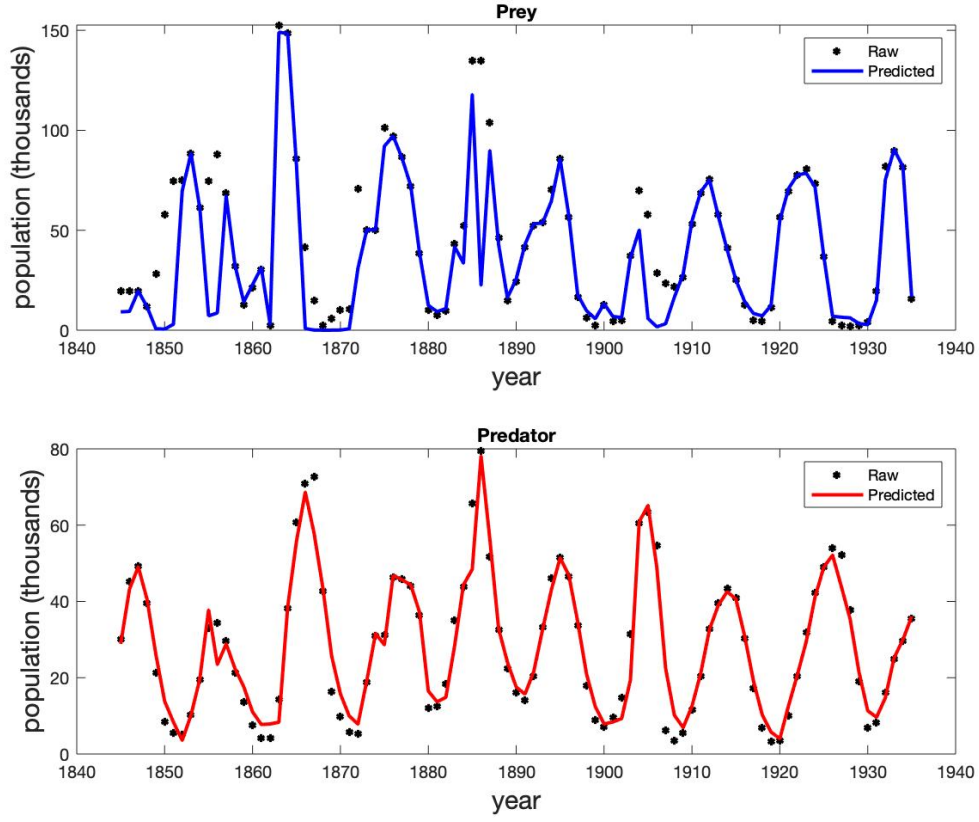 Prey
150
100
50
0
population (thousands)
Raw
Predicted
1840 1850 1860 1870 1880 1890 1900 1910 1920 1930 1940
year
Predator
80
60
40
20
0
population (thousands)
Raw
Predicted
1840 1850 1860 1870 1880 1890 1900 1910 1920 1930 1940
year